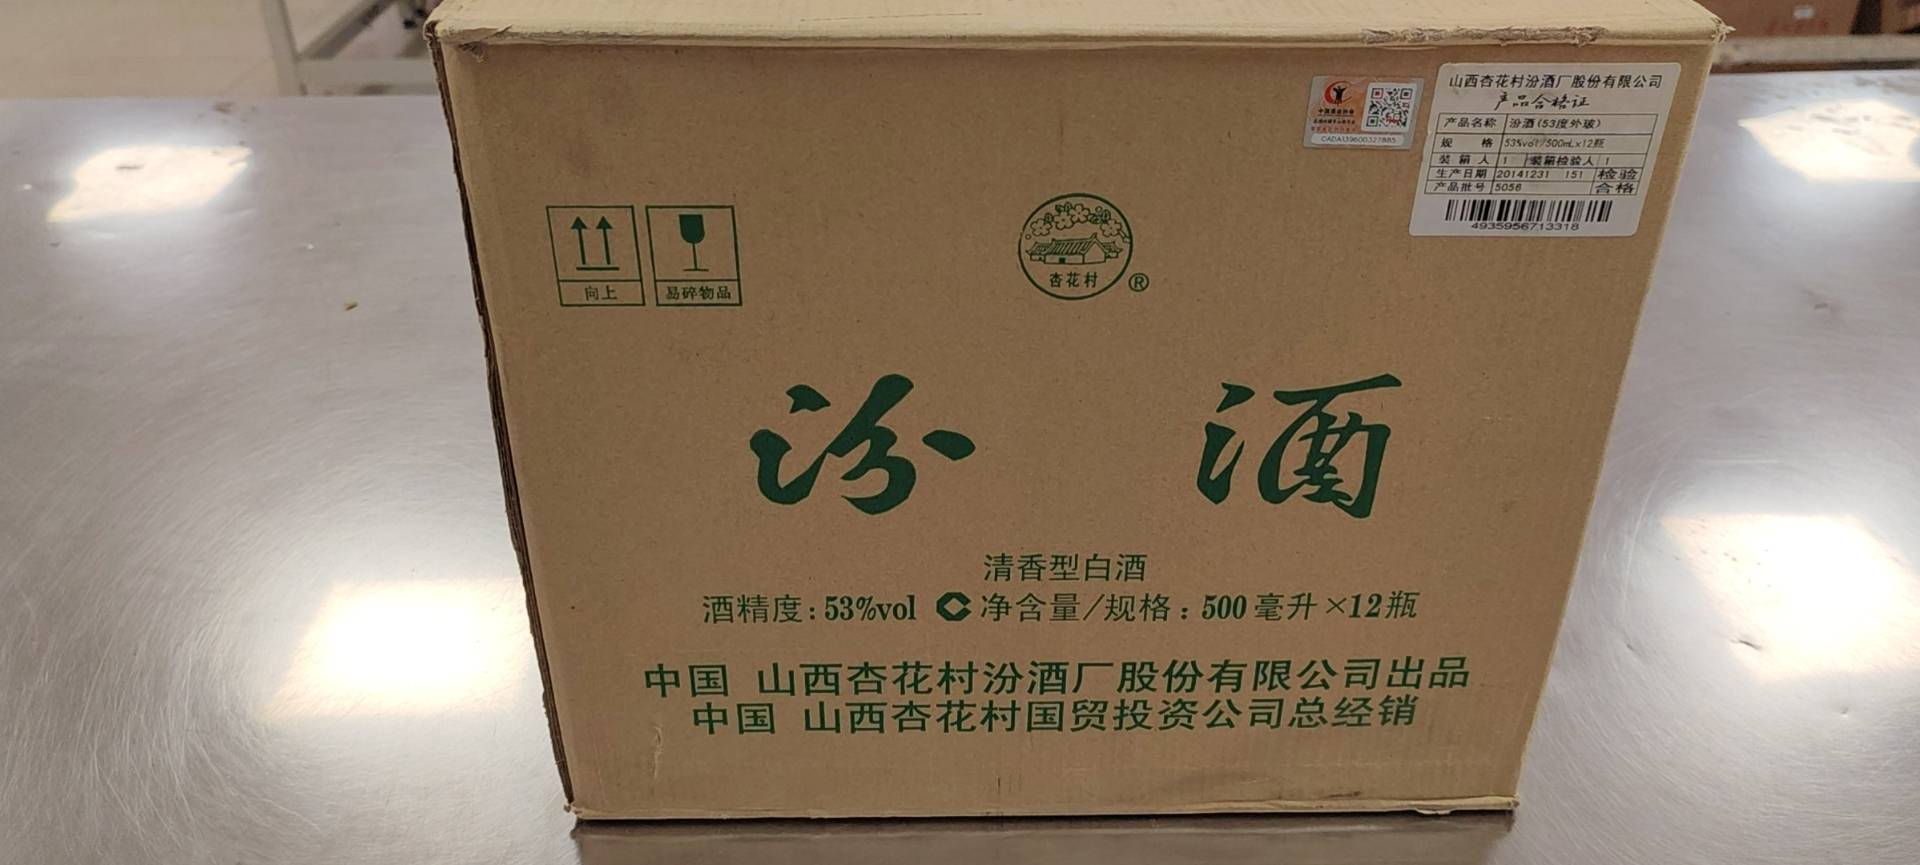 山西杏花村汾酒厂股份有限公司
产品合格证
产品名称 汾酒(53度外玻)
规 格 53%vol/500mL×12瓶
装箱人 1 装箱检验人 1
生产日期 20141231 151 检验
产品批号 5056 合格
4935956713318
CADA139600327885
向上
易碎物品
杏花村
®
汾 酒
清香型白酒
酒精度:53%vol 净含量/规格:500毫升×12瓶
中国 山西杏花村汾酒厂股份有限公司出品
中国 山西杏花村国贸投资公司总经销